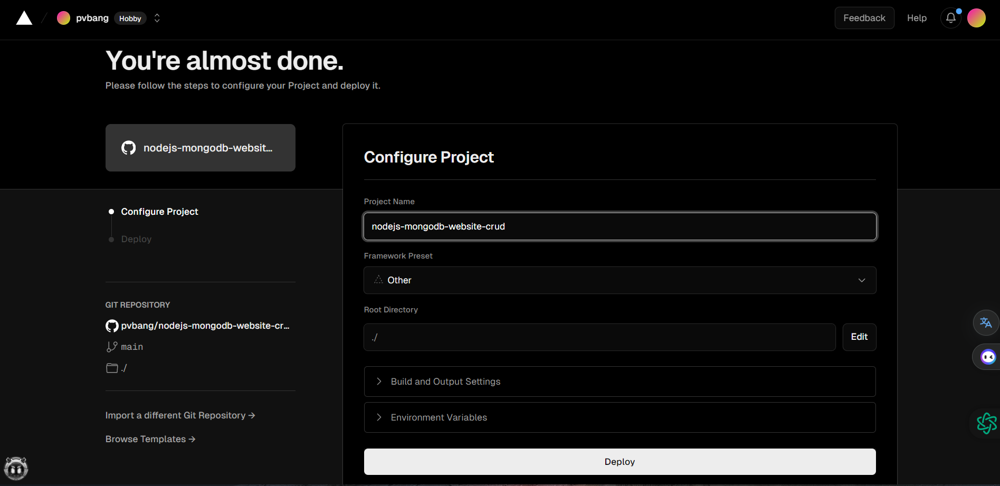 pvbang Hobby
Feedback Help
You're almost done.
Please follow the steps to configure your Project and deploy it.
nodejs-mongodb-websit...
Configure Project
Deploy
GIT REPOSITORY
pvbang/nodejs-mongodb-website-cr...
main
./
Import a different Git Repository →
Browse Templates →
Configure Project
Project Name
nodejs-mongodb-website-crud
Framework Preset
Other
Root Directory
./ Edit
Build and Output Settings
Environment Variables
Deploy